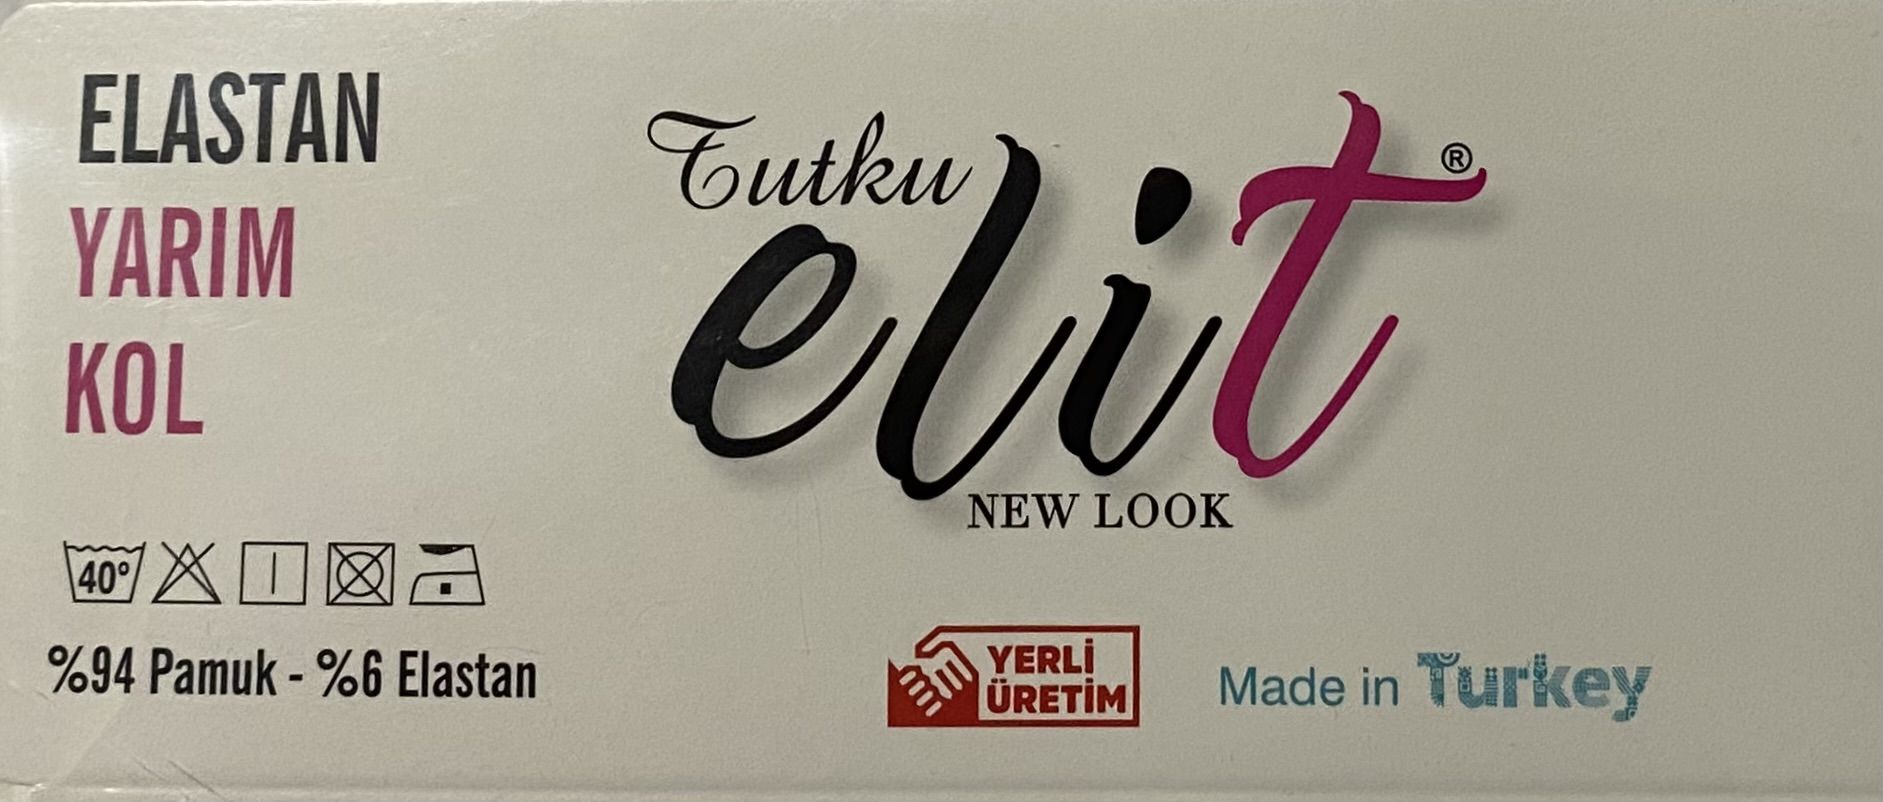 ELASTAN
YARIM
KOL
Tutku
elit®
NEW LOOK
40°
%94 Pamuk - %6 Elastan
YERLİ
ÜRETİM
Made in Turkey